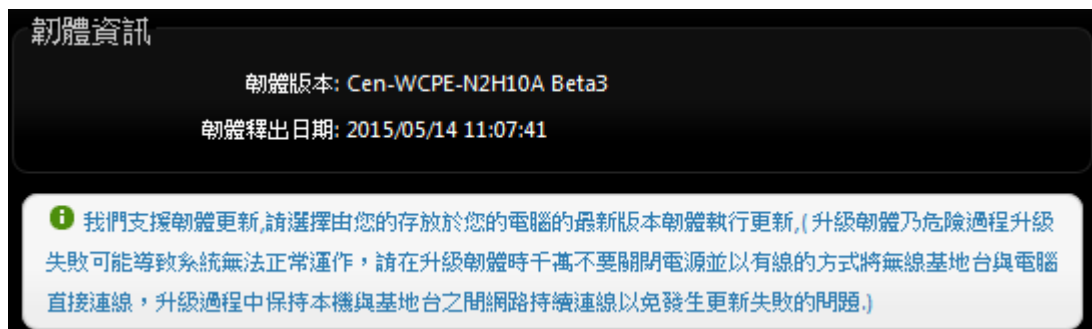 韌體資訊
韌體版本: Cen-WCPE-N2H10A Beta3
韌體釋出日期: 2015/05/14 11:07:41
我們支援韌體更新,請選擇由您的存放於您的電腦的最新版本韌體執行更新,(升級韌體乃危險過程升級
失敗可能導致系統無法正常運作，請在升級韌體時千萬不要關閉電源並以有線的方式將無線基地台與電腦
直接連線，升級過程中保持本機與基地台之間網路持續連線以免發生更新失敗的問題.)